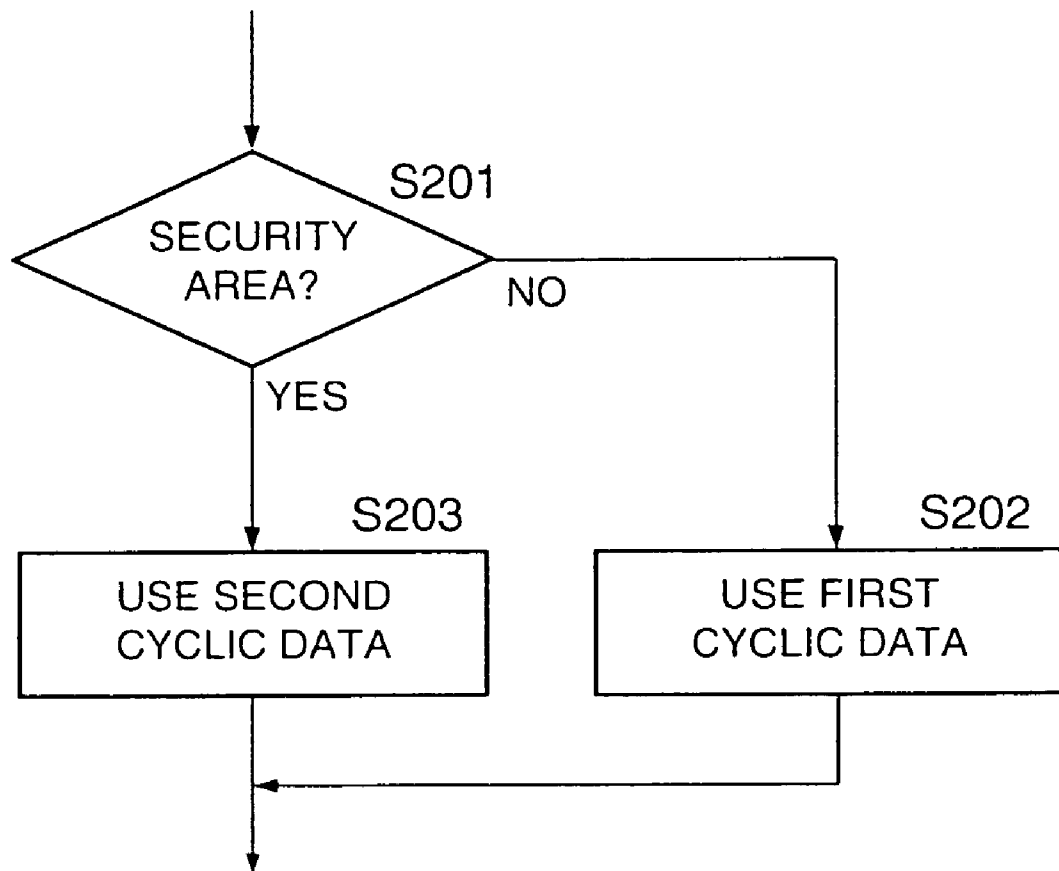 S201
SECURITY
AREA?
NO
YES
S203
S202
USE SECOND
CYCLIC DATA
USE FIRST
CYCLIC DATA